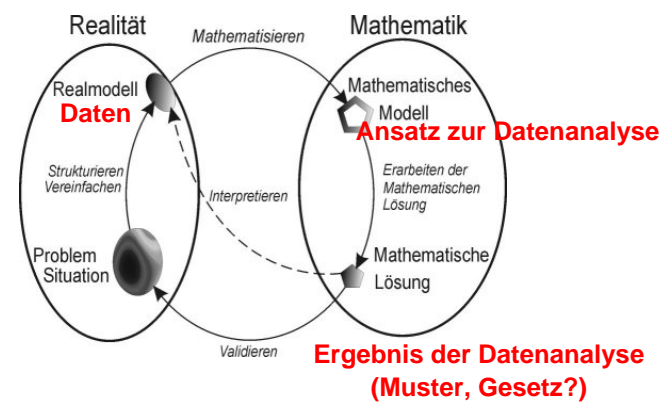 Realität
Mathematik
Mathematisieren
Realmodell
Daten
Mathematisches
Modell
Ansatz zur Datenanalyse
Strukturieren
Vereinfachen
Interpretieren
Erarbeiten der
Mathematischen
Lösung
Problem
Situation
Mathematische
Lösung
Validieren
Ergebnis der Datenanalyse
(Muster, Gesetz?)